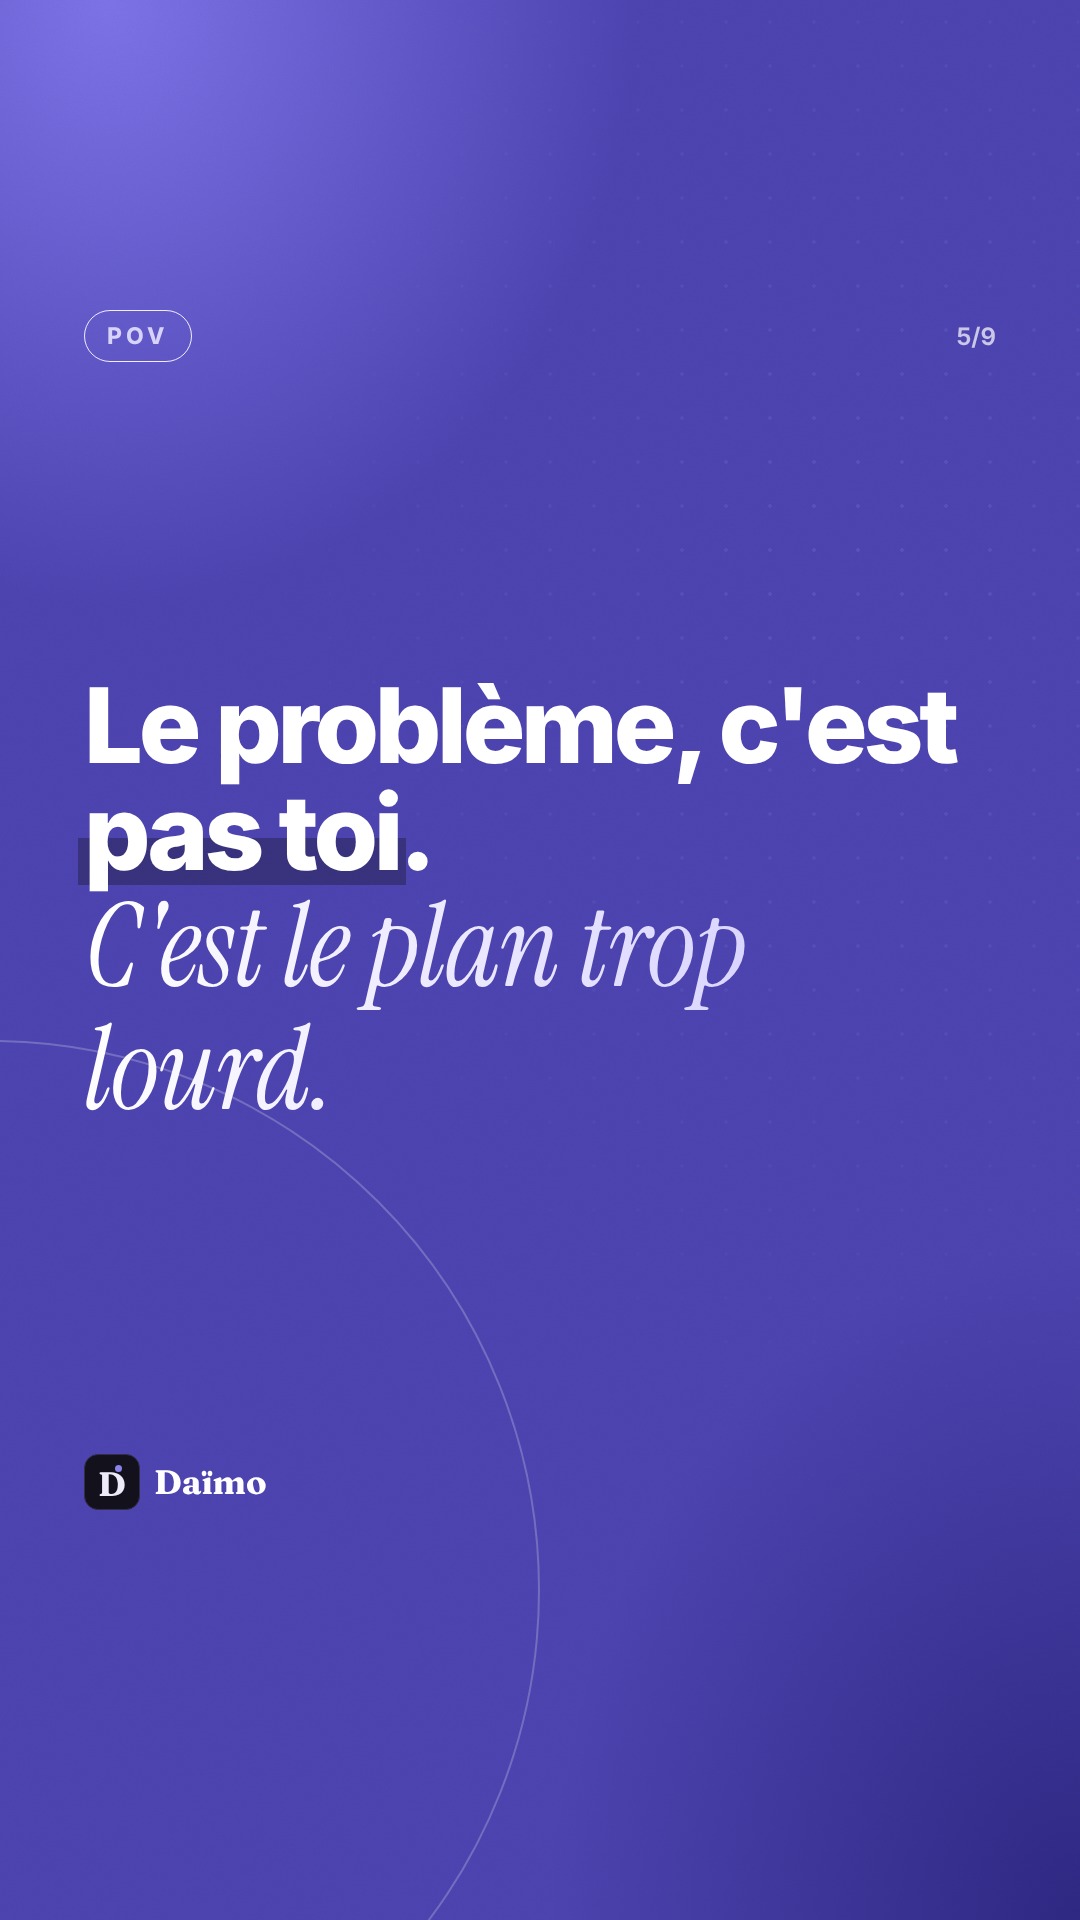 POV
5/9
Le problème, c'est
pas toi.
C'est le plan trop
lourd.
D
Daïmo